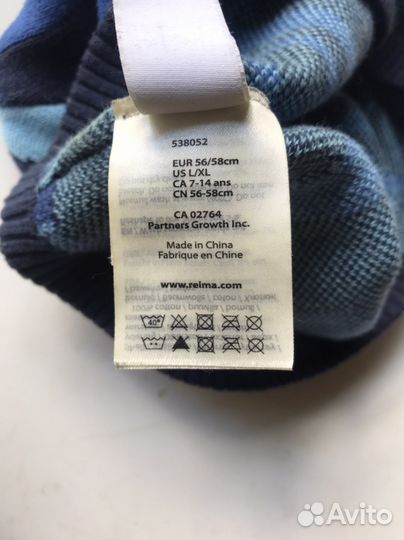 538052
EUR 56/58cm
US L/XL
CA 7-14 ans
CN 56-58cm
CA 02764
Partners Growth Inc.
Made in China
Fabrique en Chine
www.reima.com
40°
Avito